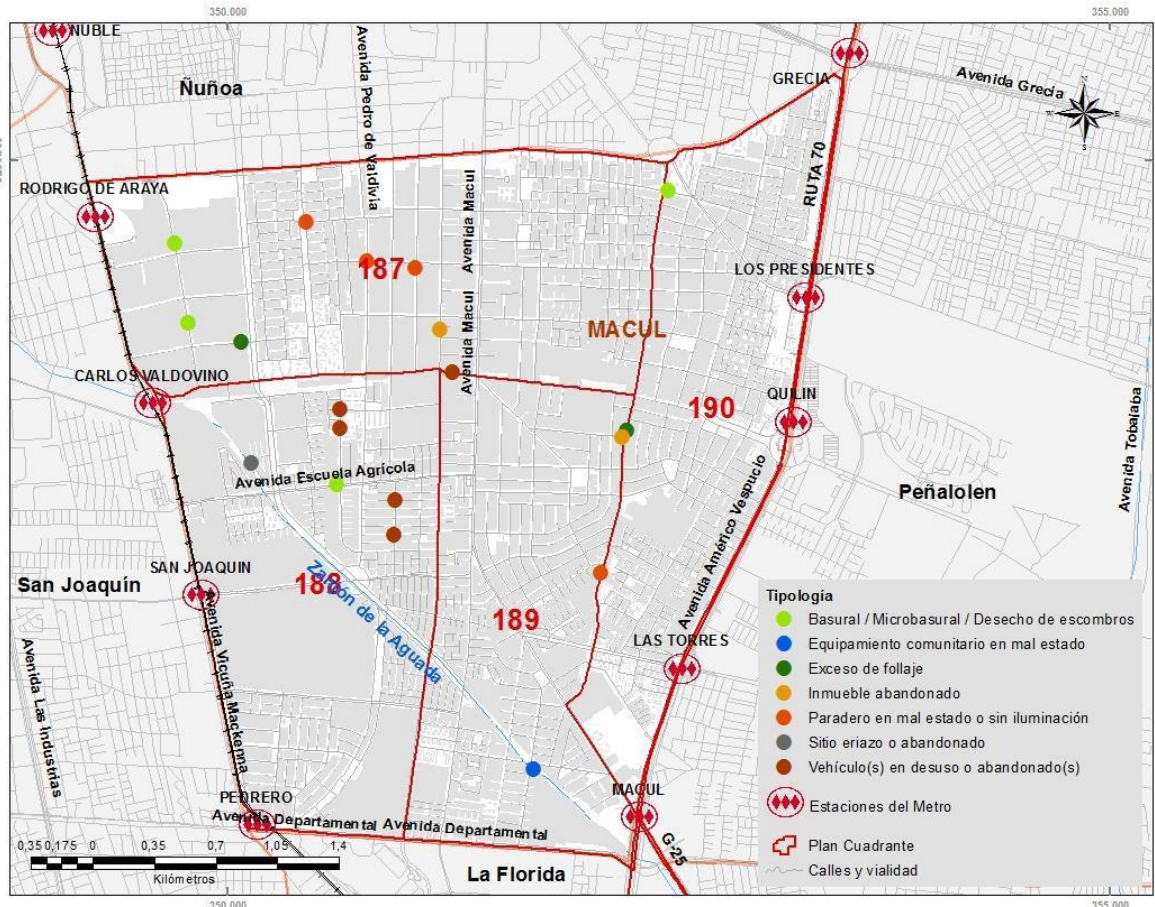 350.000
355.000
ÑUBLE
Ñuñoa
Avenida Pedro de Valdivia
GRECIA
Avenida Grecia
N
W
E
S
RODRIGO DE ARAYA
Avenida Macul
RUTA 70
187
LOS PRESIDENTES
MACUL
Avenida Macul
CARLOS VALDOVINO
190
QUILIN
Avenida Escuela Agrícola
Peñalolen
Avenida Tobalaba
Avenida Américo Vespucio
SAN JOAQUIN
San Joaquín
188
Zanjón de la Aguada
189
LAS TORRES
Avenida Vicuña Mackenna
Avenida Las Industrias
PEDRERO
MACUL
Avenida Departamental Avenida Departamental
G-25
La Florida
0,35 0,175 0 0,35 0,7 1,05 1,4
Kilómetros
Tipología
Basural / Microbasural / Desecho de escombros
Equipamiento comunitario en mal estado
Exceso de follaje
Inmueble abandonado
Paradero en mal estado o sin iluminación
Sitio eriazo o abandonado
Vehículo(s) en desuso o abandonado(s)
Estaciones del Metro
Plan Cuadrante
Calles y vialidad
350.000
355.000